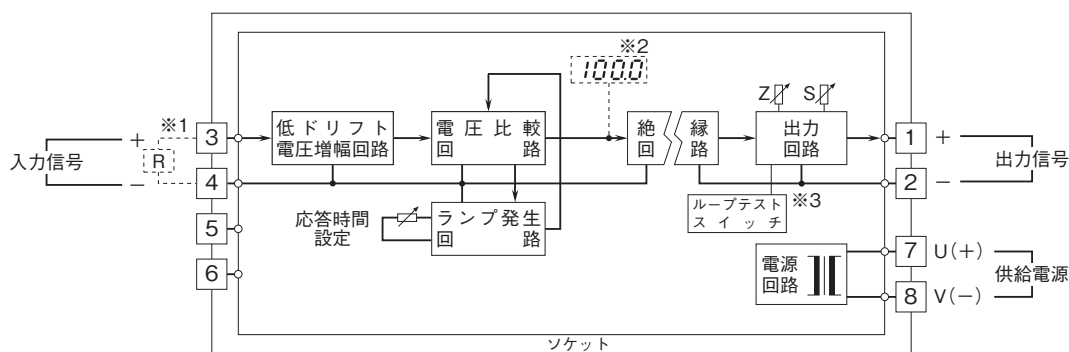 ※2
100.0
Z
S
※1
+
R
−
入力信号
3
4
5
6
低ドリフト
電圧増幅回路
電圧比較
回路
絶縁
回路
出力
回路
1
+
2
−
出力信号
ループテスト
スイッチ
※3
応答時間
設定
ランプ発生
回路
電源
回路
7
U(+)
8
V(−)
供給電源
ソケット